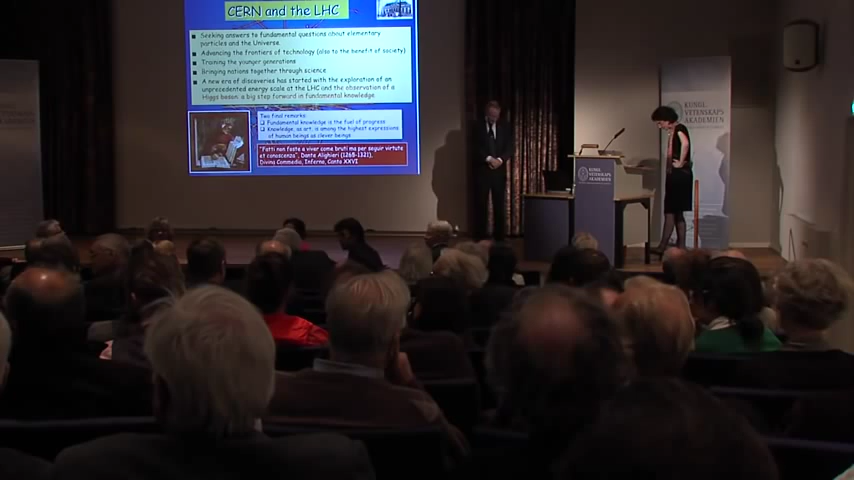 CERN and the LHC
Seeking answers to fundamental questions about elementary
particles and the Universe
Advancing the frontiers of technology (also to the benefit of society)
Training the younger generations
Bringing nations together through science
A new era of discoveries has started with the exploration of an
unprecedented energy scale at the LHC and the observation of a
Higgs boson: a big step forward in fundamental knowledge
Two final remarks:
Fundamental knowledge is the fuel of progress
Knowledge, as art, is among the highest expressions
of human beings as clever beings
"Fatti non foste a viver come bruti ma per seguir virtute
et conoscenza", Dante Alighieri (1265-1321),
Divina Commedia, Inferno, Canto XXVI
KUNGL.
VETENSKAPS
AKADEMIEN
KUNGL.
VETENSKAPS
AKADEMIEN